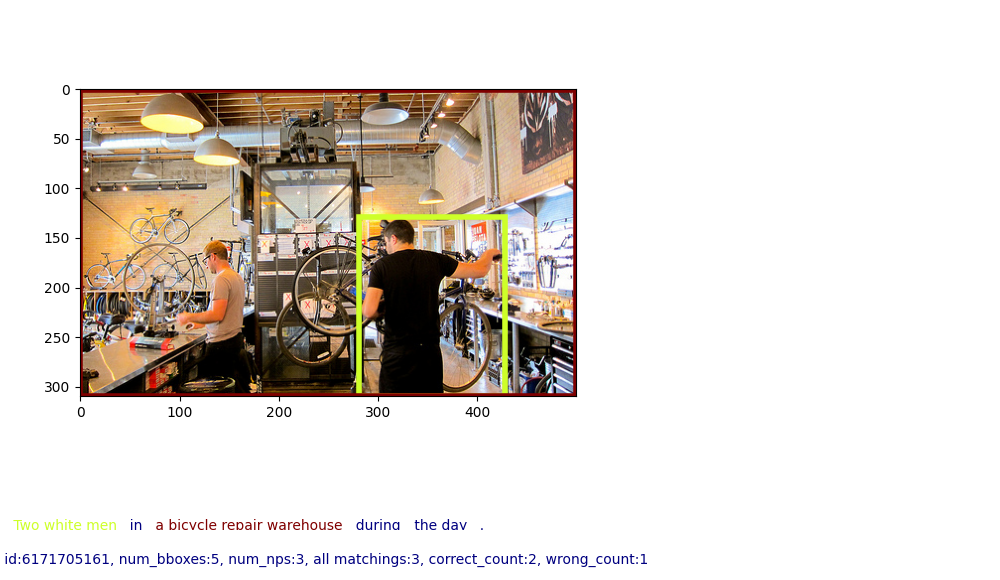 0
50
100
150
200
250
300
0 100 200 300 400
Two white men in a bicycle repair warehouse during the day .
id:6171705161, num_bboxes:5, num_nps:3, all matchings:3, correct_count:2, wrong_count:1